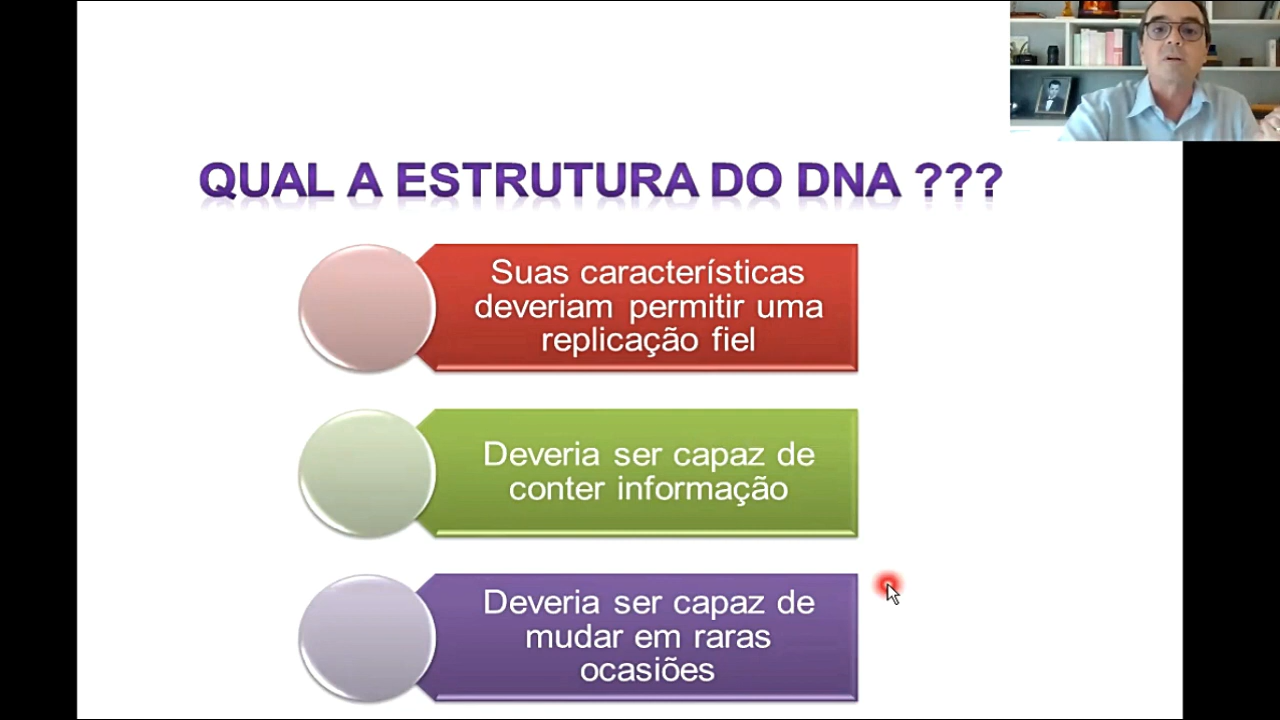 QUAL A ESTRUTURA DO DNA ???
Suas características
deveriam permitir uma
replicação fiel
Deveria ser capaz de
conter informação
Deveria ser capaz de
mudar em raras
ocasiões